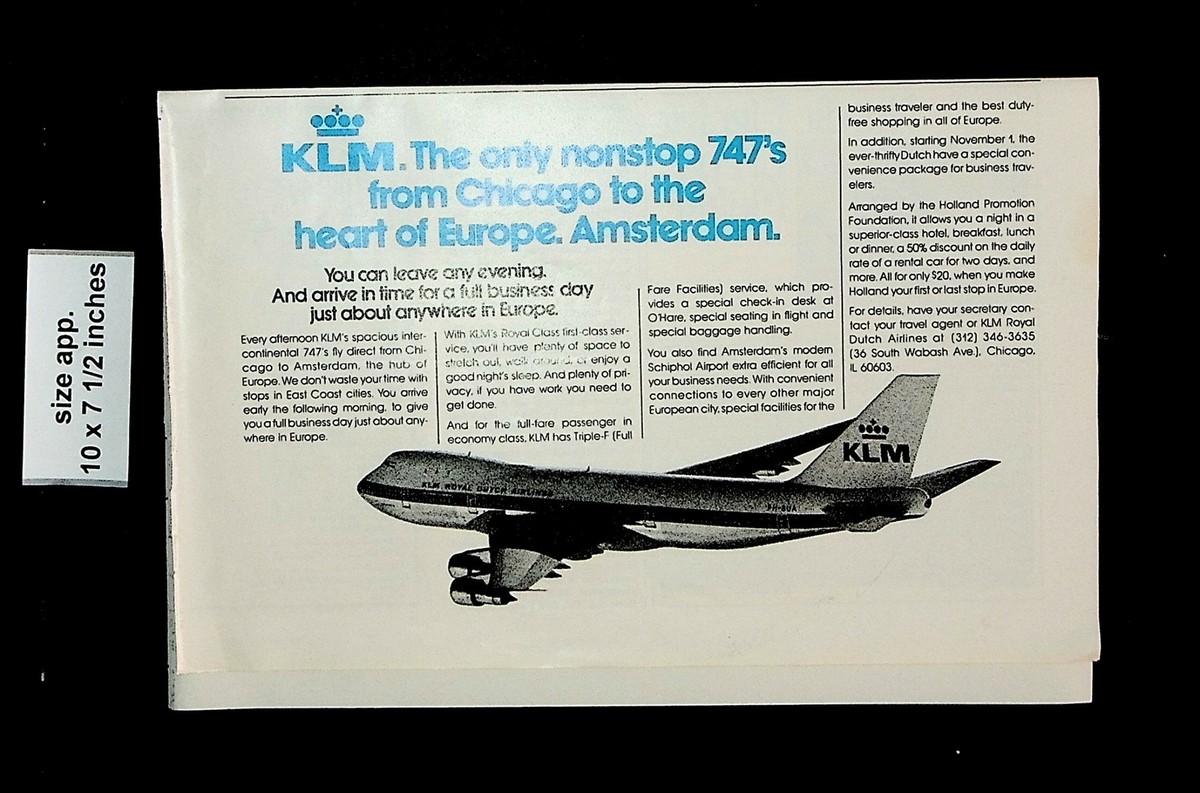 size app.
10 x 7 1/2 inches
KLM. The only nonstop 747's
from Chicago to the
heart of Europe. Amsterdam.
You can leave any evening.
And arrive in time for a full business day
just about anywhere in Europe.
Every afternoon KLM's spacious inter-
continental 747's fly direct from Chi-
cago to Amsterdam, the hub of
Europe. We don't waste your time with
stops in East Coast cities. You arrive
early the following morning, to give
you a full business day just about any-
where in Europe.
With KLM's Royal Class first-class ser-
vice, you'll have plenty of space to
stretch out, walk around, or enjoy a
good night's sleep. And plenty of pri-
vacy, if you have work you need to
get done.
And for the full-fare passenger in
economy class, KLM has Triple-F (Full
Fare Facilities) service, which pro-
vides a special check-in desk at
O'Hare, special seating in flight and
special baggage handling.
You also find Amsterdam's modern
Schiphol Airport extra efficient for all
your business needs. With convenient
connections to every other major
European city, special facilities for the
business traveler and the best duty-
free shopping in all of Europe.
In addition, starting November 1, the
ever-thrifty Dutch have a special con-
venience package for business trav-
elers.
Arranged by the Holland Promotion
Foundation, it allows you a night in a
superior-class hotel, breakfast, lunch
or dinner, a 50% discount on the daily
rate of a rental car for two days, and
more. All for only $20, when you make
Holland your first or last stop in Europe.
For details, have your secretary con-
tact your travel agent or KLM Royal
Dutch Airlines at (312) 346-3635
(36 South Wabash Ave.), Chicago,
IL 60603.
KLM
KLM ROYAL DUTCH AIRLINES